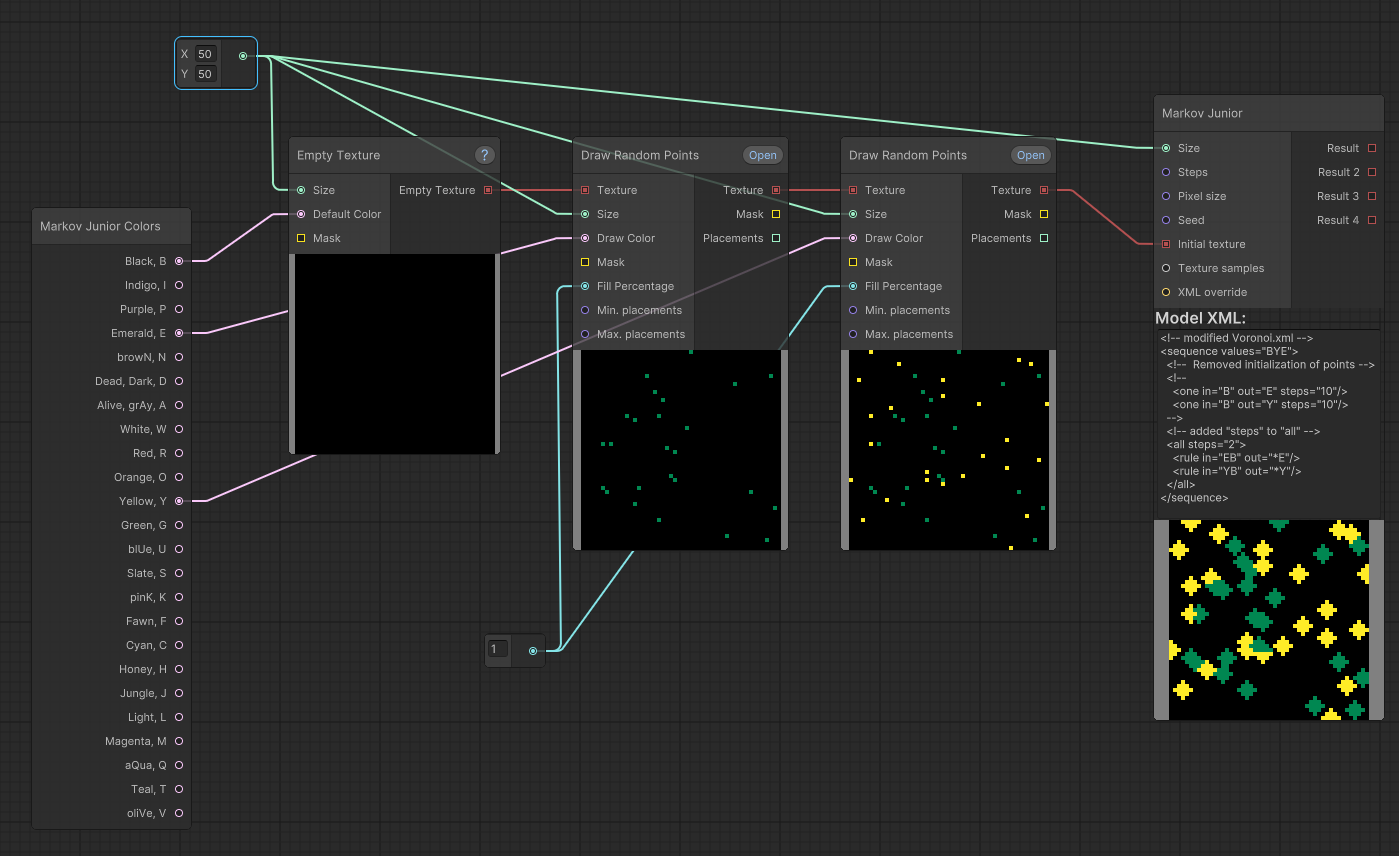 X 50
Y 50
Markov Junior Colors
Black, B
Indigo, I
Purple, P
Emerald, E
browN, N
Dead, Dark, D
Alive, grAy, A
White, W
Red, R
Orange, O
Yellow, Y
Green, G
blUe, U
Slate, S
pinK, K
Fawn, F
Cyan, C
Honey, H
Jungle, J
Light, L
Magenta, M
aQua, Q
Teal, T
oliVe, V
Empty Texture ?
Size Empty Texture
Default Color
Mask
Draw Random Points Open
Texture Texture
Size Mask
Draw Color Placements
Mask
Fill Percentage
Min. placements
Max. placements
1
Draw Random Points Open
Texture Texture
Size Mask
Draw Color Placements
Mask
Fill Percentage
Min. placements
Max. placements
Markov Junior
Size Result
Steps Result 2
Pixel size Result 3
Seed Result 4
Initial texture
Texture samples
XML override
Model XML:
<!-- modified Voronoi.xml -->
<sequence values="BYE">
<!--  Removed initialization of points -->
<!--
<one in="B" out="E" steps="10"/>
<one in="B" out="Y" steps="10"/>
-->
<!-- added "steps" to "all" -->
<all steps="2">
<rule in="EB" out="*E"/>
<rule in="YB" out="*Y"/>
</all>
</sequence>